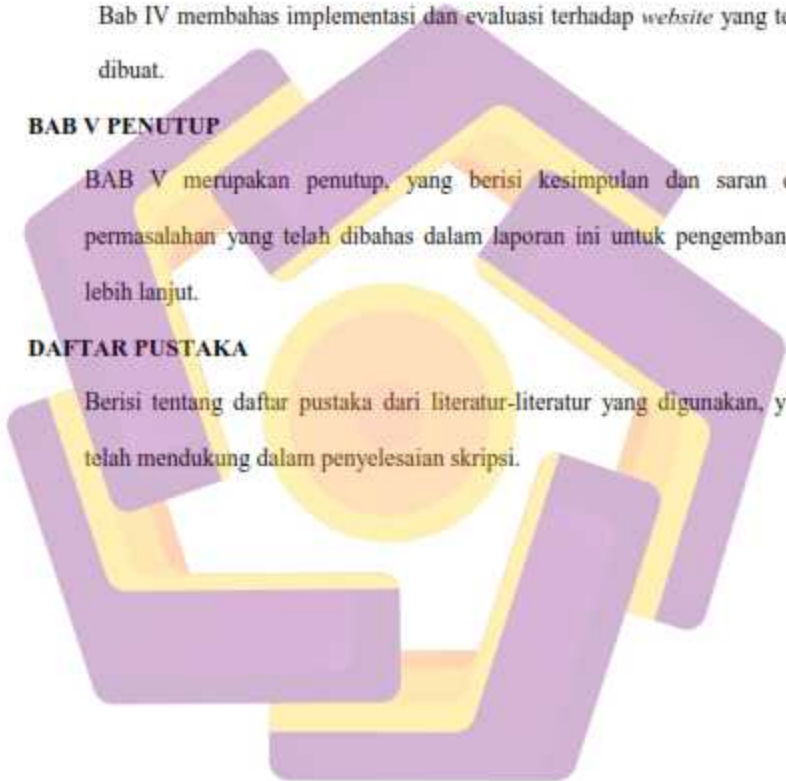 Bab IV membahas implementasi dan evaluasi terhadap website yang
dibuat.
BAB V PENUTUP
BAB V merupakan penutup, yang berisi kesimpulan dan saran
permasalahan yang telah dibahas dalam laporan ini untuk
lebih lanjut.
DAFTAR PUSTAKA
Berisi tentang daftar pustaka dari literatur-literatur yang digunakan,
telah mendukung dalam penyelesaian skripsi.